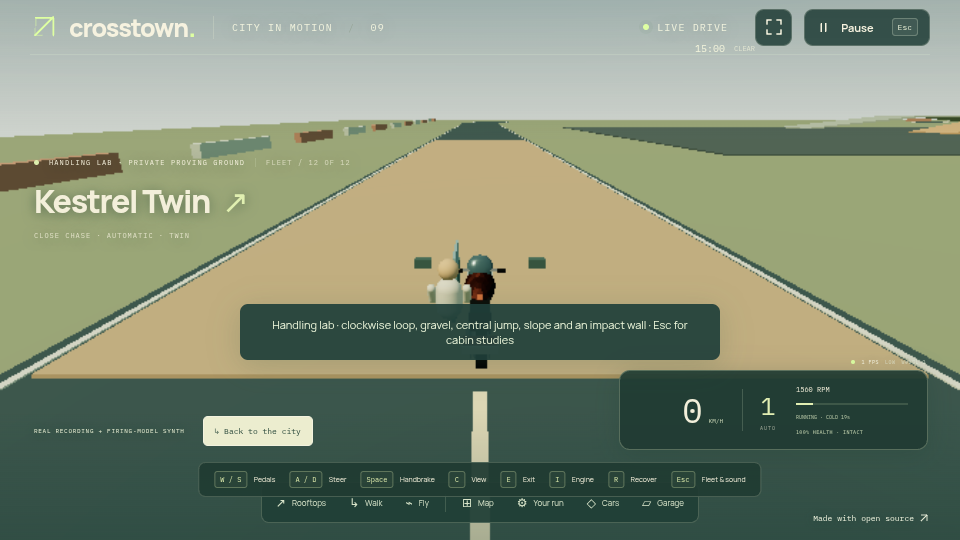 crosstown.
CITY IN MOTION / 09
LIVE DRIVE
Pause
Esc
15:00 CLEAR
HANDLING LAB
PRIVATE PROVING GROUND
FLEET / 12 OF 12
Kestrel Twin ↗
CLOSE CHASE · AUTOMATIC · TWIN
Handling lab · clockwise loop, gravel, central jump, slope and an impact wall · Esc for
cabin studies
0 KM/H
1
AUTO
1560 RPM
RUNNING · COLD 19s
100% HEALTH · INTACT
REAL RECORDING + FIRING-MODEL SYNTH
↳ Back to the city
W / S Pedals
A / D Steer
Space Handbrake
C View
E Exit
I Engine
R Recover
Esc Fleet & sound
Rooftops
Walk
Fly
Map
Your run
Cars
Garage
Made with open source ↗